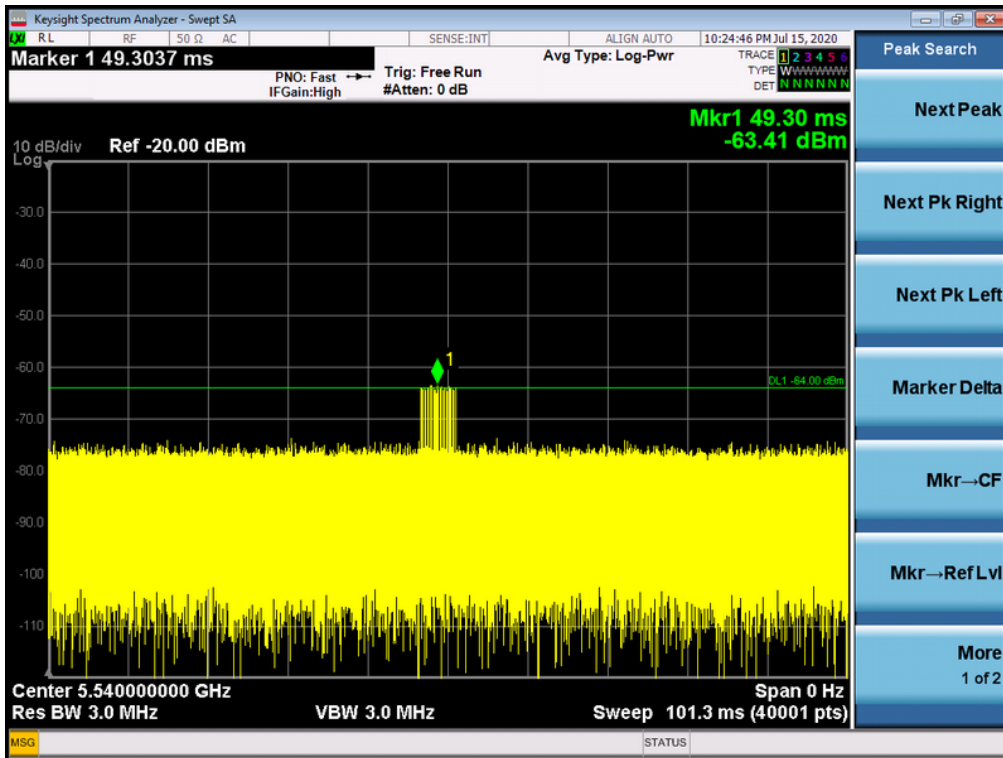 Keysight Spectrum Analyzer - Swept SA
LXI RL RF 50 Ω AC SENSE:INT ALIGN AUTO 10:24:46 PM Jul 15, 2020
Marker 1 49.3037 ms
PNO: Fast
IFGain:High
Trig: Free Run
#Atten: 0 dB
Avg Type: Log-Pwr
TRACE 1 2 3 4 5 6
TYPE WWWWWW
DET N N N N N N
Mkr1 49.30 ms
-63.41 dBm
10 dB/div Ref -20.00 dBm
Log
-30.0
-40.0
-50.0
-60.0
1
DL1 -64.00 dBm
-70.0
-80.0
-90.0
-100
-110
Center 5.540000000 GHz Span 0 Hz
Res BW 3.0 MHz VBW 3.0 MHz Sweep 101.3 ms (40001 pts)
MSG STATUS
Peak Search
Next Peak
Next Pk Right
Next Pk Left
Marker Delta
Mkr→CF
Mkr→Ref Lvl
More
1 of 2